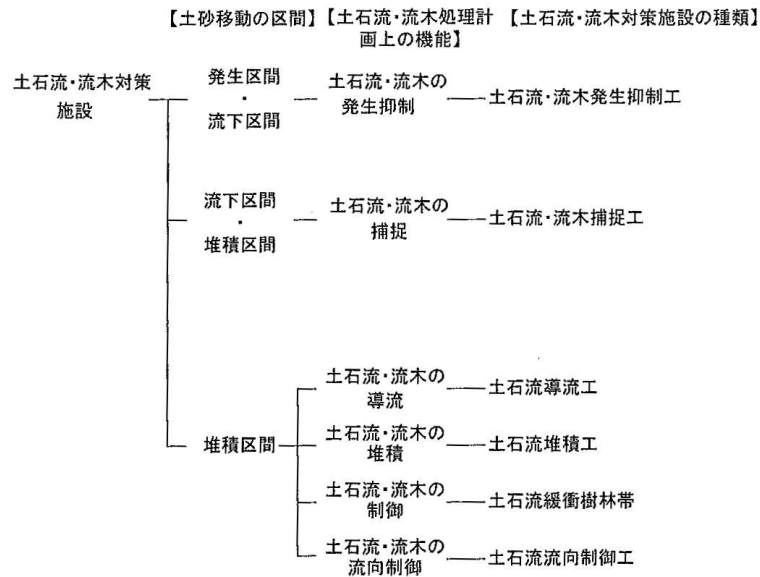 【土砂移動の区間】【土石流・流木処理計
画上の機能】
【土石流・流木対策施設の種類】
土石流・流木対策
施設
発生区間
・
流下区間
土石流・流木の
発生抑制
土石流・流木発生抑制工
流下区間
・
堆積区間
土石流・流木の
捕捉
土石流・流木捕捉工
堆積区間
土石流・流木の
導流
土石流導流工
土石流・流木の
堆積
土石流堆積工
土石流・流木の
制御
土石流緩衝樹林帯
土石流・流木の
流向制御
土石流流向制御工